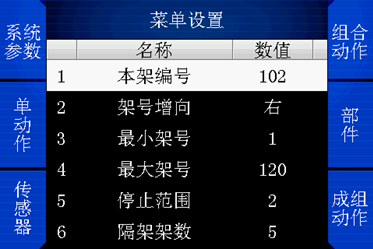 菜单设置
系统
参数
单
动
作
传
感
器
名称 数值
1 本架编号 102
2 架号增向 右
3 最小架号 1
4 最大架号 120
5 停止范围 2
6 隔架架数 5
组合
动作
部
件
成组
动作